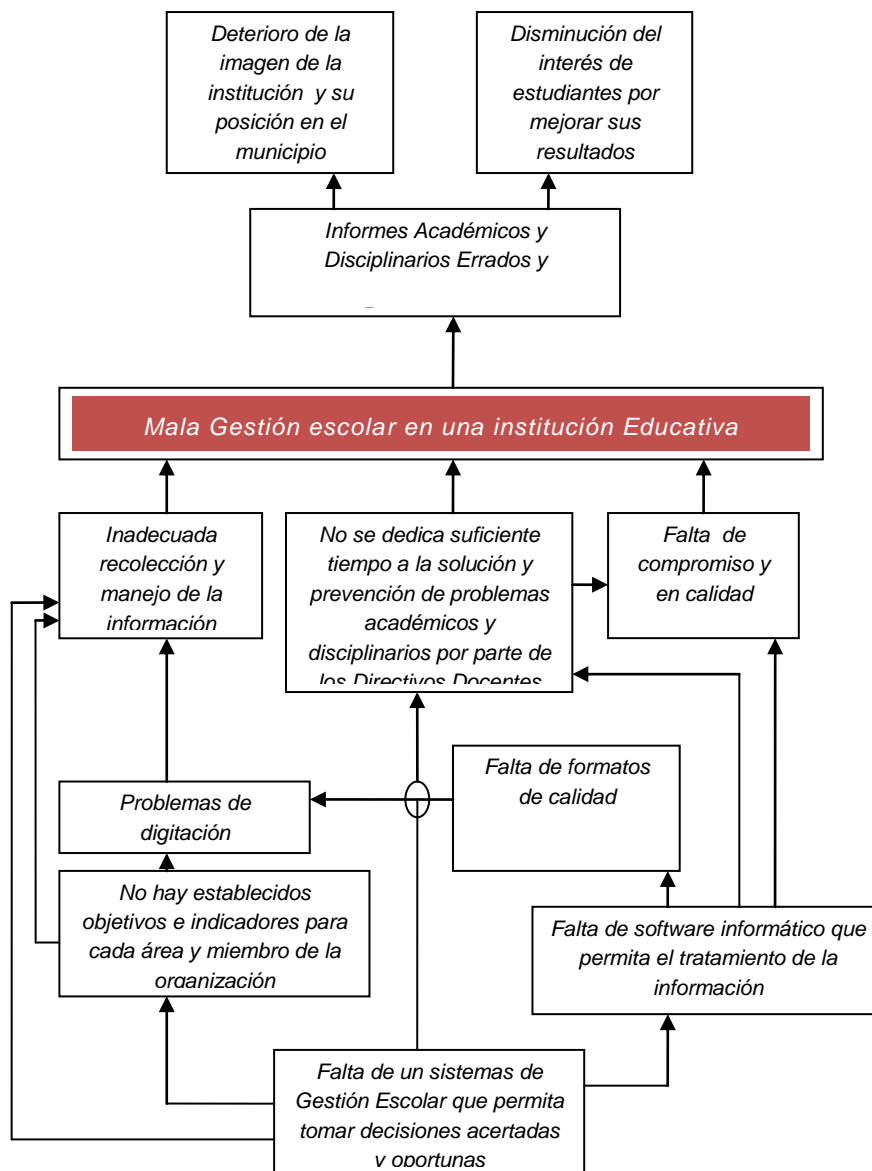 Deterioro de la
imagen de la
institución y su
posición en el
municipio
Disminución del
interés de
estudiantes por
mejorar sus
resultados
Informes Académicos y
Disciplinarios Errados y
Mala Gestión escolar en una institución Educativa
Inadecuada
recolección y
manejo de la
información
No se dedica suficiente
tiempo a la solución y
prevención de problemas
académicos y
disciplinarios por parte de
los Directivos Docentes
Falta de
compromiso y
en calidad
Falta de formatos
de calidad
Problemas de
digitación
No hay establecidos
objetivos e indicadores para
cada área y miembro de la
organización
Falta de software informático que
permita el tratamiento de la
información
Falta de un sistemas de
Gestión Escolar que permita
tomar decisiones acertadas
y oportunas